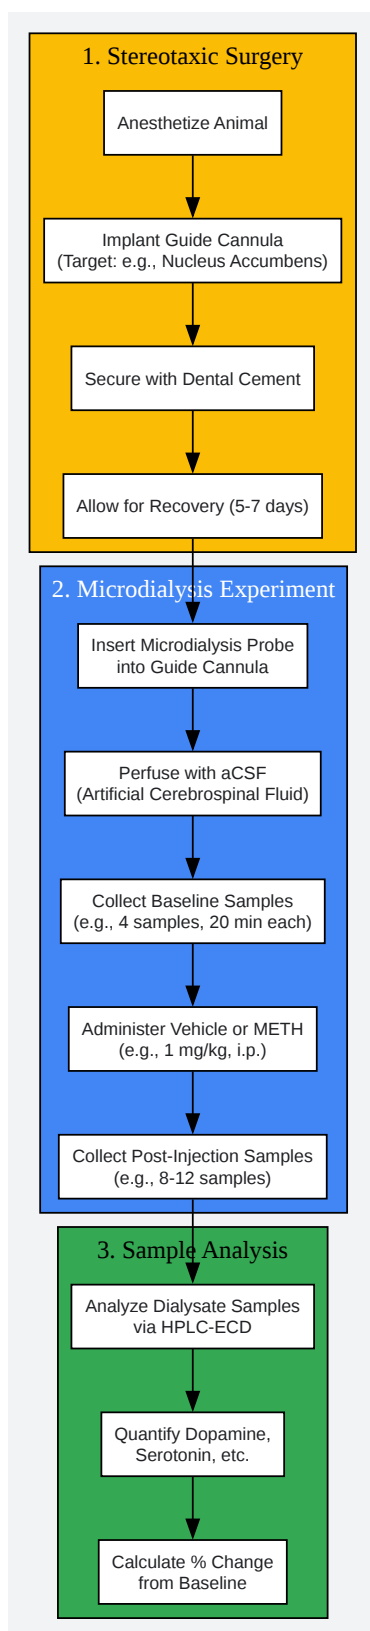 1. Stereotaxic Surgery
Anesthetize Animal
Implant Guide Cannula
(Target: e.g., Nucleus Accumbens)
Secure with Dental Cement
Allow for Recovery (5-7 days)
2. Microdialysis Experiment
Insert Microdialysis Probe
into Guide Cannula
Perfuse with aCSF
(Artificial Cerebrospinal Fluid)
Collect Baseline Samples
(e.g., 4 samples, 20 min each)
Administer Vehicle or METH
(e.g., 1 mg/kg, i.p.)
Collect Post-Injection Samples
(e.g., 8-12 samples)
3. Sample Analysis
Analyze Dialysate Samples
via HPLC-ECD
Quantify Dopamine,
Serotonin, etc.
Calculate % Change
from Baseline